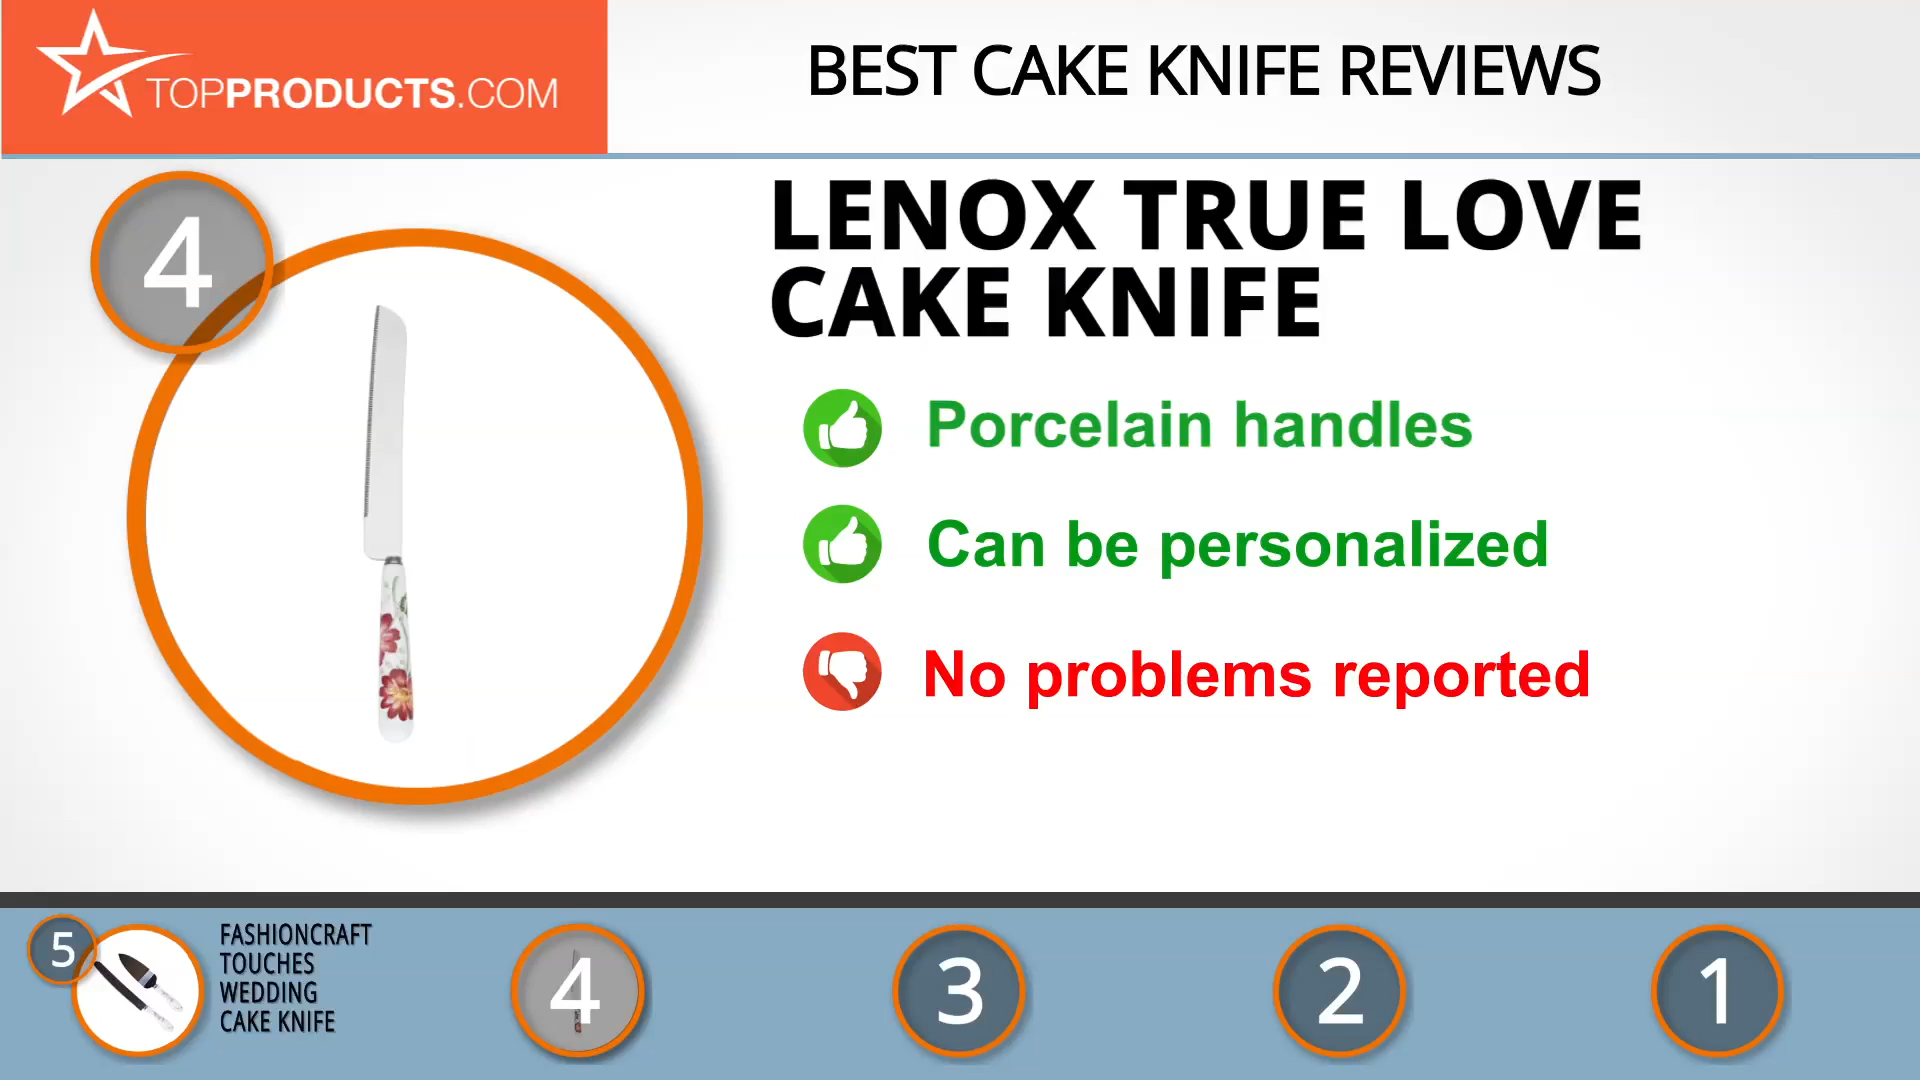 TOPPRODUCTS.COM
BEST CAKE KNIFE REVIEWS
4
LENOX TRUE LOVE
CAKE KNIFE
Porcelain handles
Can be personalized
No problems reported
5
FASHIONCRAFT
TOUCHES
WEDDING
CAKE KNIFE
4
3
2
1